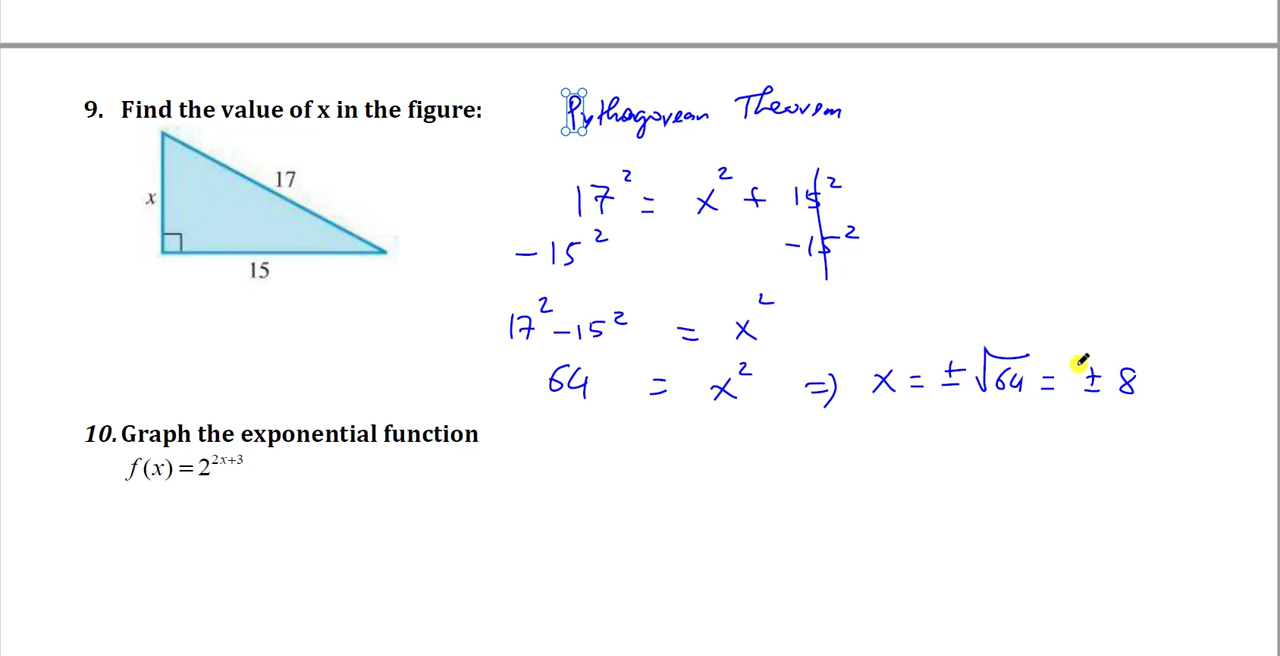 9. Find the value of x in the figure:
Pythagorean Theorem
17
x
15
17² = x² + 15²
-15² -15²
17² - 15² = x²
64 = x² => x = ± √64 = ± 8
10. Graph the exponential function
f(x) = 2^{2x+3}